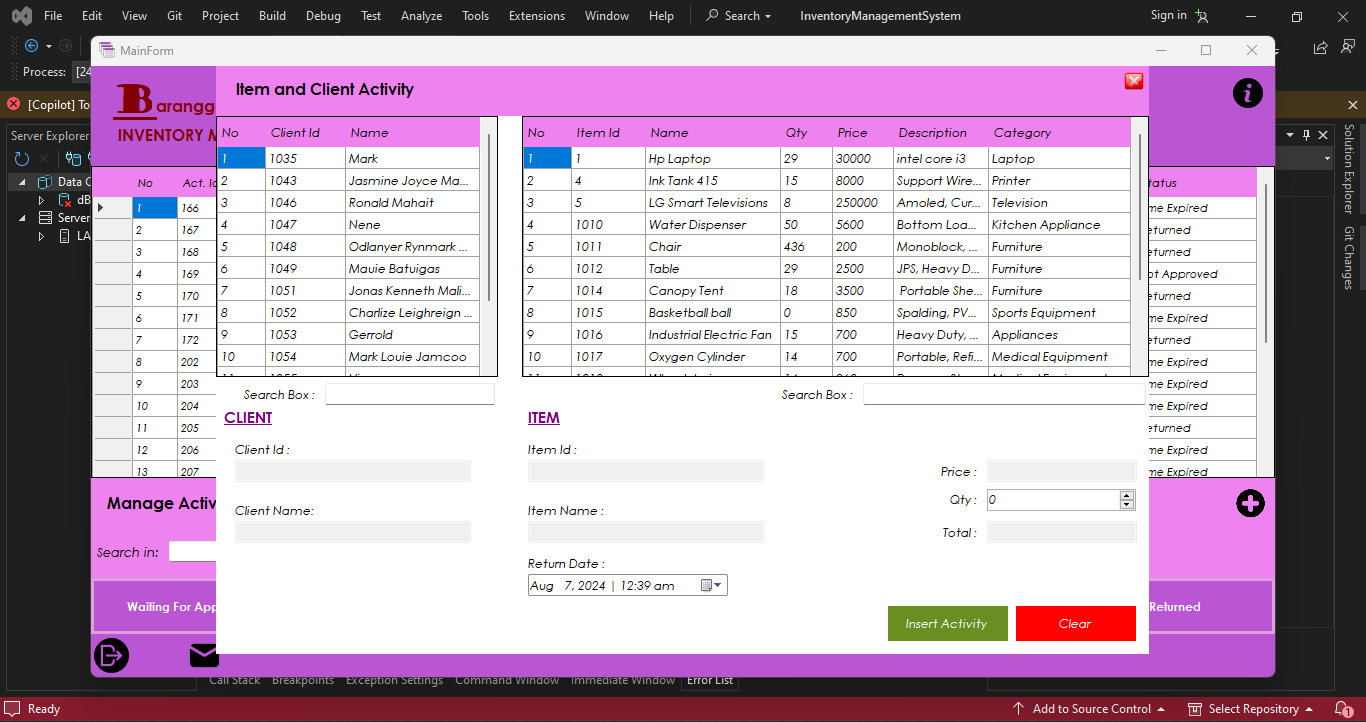 File Edit View Git Project Build Debug Test Analyze Tools Extensions Window Help Search InventoryManagementSystem Sign in
MainForm
Process: [24
[Copilot] To
Server Explorer
Data C
dB
Server
LA
Barangg
INVENTORY M
Item and Client Activity
No Client Id Name
1 1035 Mark
2 1043 Jasmine Joyce Ma...
3 1046 Ronald Mahait
4 1047 Nene
5 1048 Odlanyer Rynmark ...
6 1049 Mauie Batuigas
7 1051 Jonas Kenneth Mali...
8 1052 Charlize Leighreign ...
9 1053 Gerrold
10 1054 Mark Louie Jamcoo
No Item Id Name Qty Price Description Category
1 1 Hp Laptop 29 30000 intel core i3 Laptop
2 4 Ink Tank 415 15 8000 Support Wire... Printer
3 5 LG Smart Televisions 8 250000 Amoled, Cur... Television
4 1010 Water Dispenser 50 5600 Bottom Loa... Kitchen Appliance
5 1011 Chair 436 200 Monoblock, ... Furniture
6 1012 Table 29 2500 JPS, Heavy D... Furniture
7 1014 Canopy Tent 18 3500 Portable She... Furniture
8 1015 Basketball ball 0 850 Spalding, PV... Sports Equipment
9 1016 Industrial Electric Fan 15 700 Heavy Duty, ... Appliances
10 1017 Oxygen Cylinder 14 700 Portable, Refi... Medical Equipment
Search Box :
Search Box :
CLIENT
Client Id :
Client Name:
ITEM
Item Id :
Item Name :
Return Date :
Aug 7, 2024 | 12:39 am
Price :
Qty : 0
Total :
Insert Activity
Clear
No Act. Id
1 166
2 167
3 168
4 169
5 170
6 171
7 172
8 202
9 203
10 204
11 205
12 206
13 207
tatus
me Expired
eturned
eturned
ot Approved
eturned
me Expired
eturned
me Expired
me Expired
me Expired
eturned
me Expired
me Expired
Manage Activ
Search in:
Waiting For App
Returned
Solution Explorer
Git Changes
Call Stack Breakpoints Exception Settings Command Window Immediate Window Error List
Ready
Add to Source Control
Select Repository
1